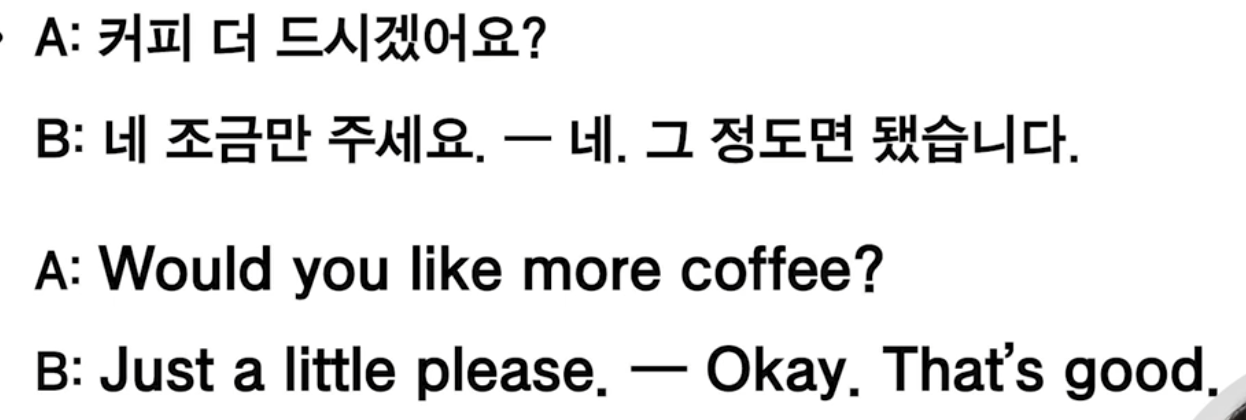 A: 커피 더 드시겠어요?
B: 네 조금만 주세요. — 네. 그 정도면 됐습니다.
A: Would you like more coffee?
B: Just a little please. — Okay. That's good.